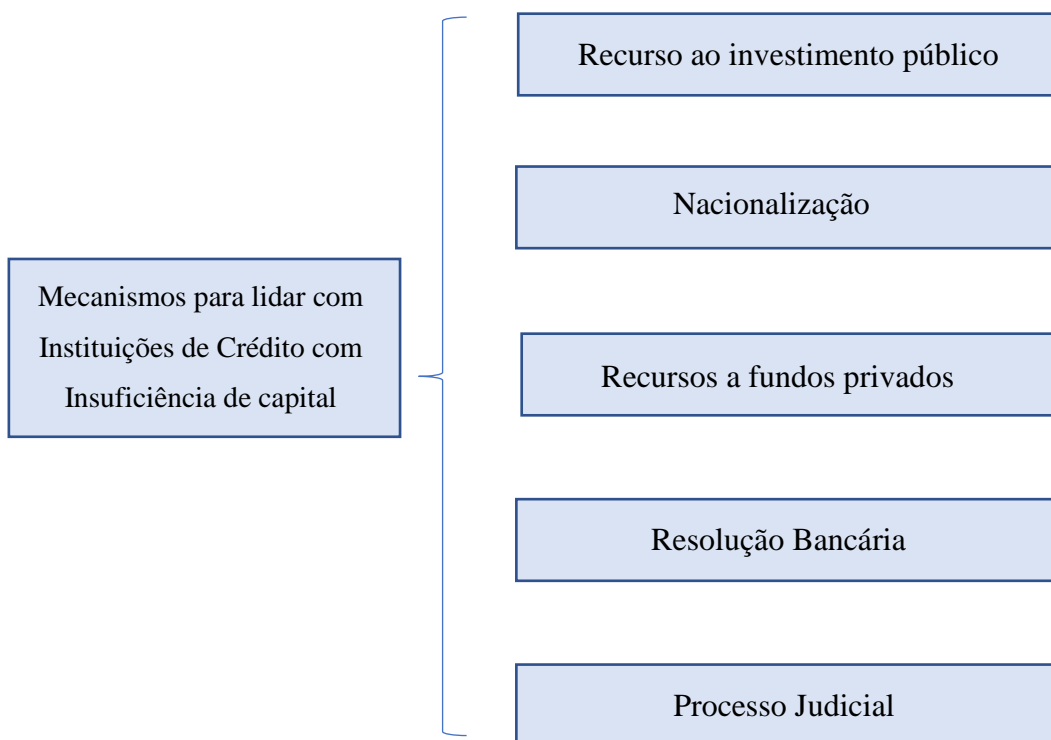 Recurso ao investimento público
Nacionalização
Mecanismos para lidar com
Instituições de Crédito com
Insuficiência de capital
Recursos a fundos privados
Resolução Bancária
Processo Judicial